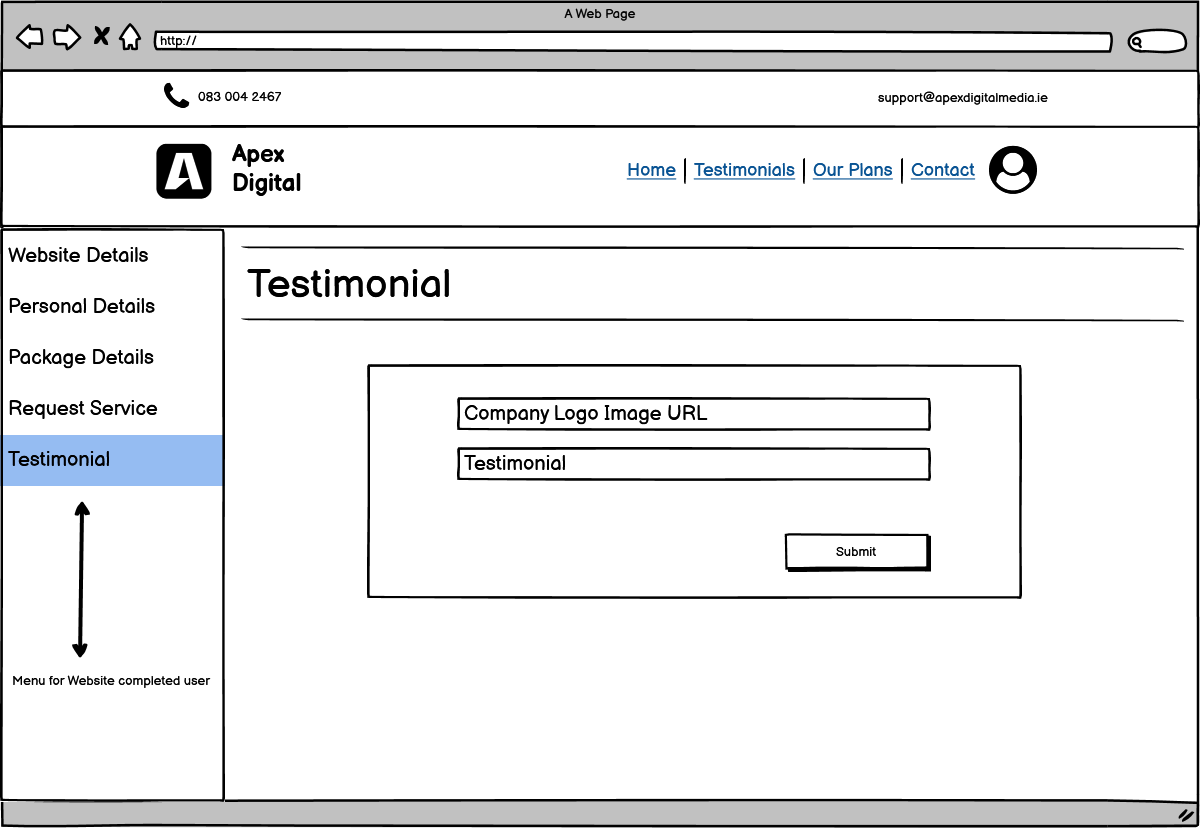 A Web Page
http://
083 004 2467
support@apexdigitalmedia.ie
A
Apex
Digital
Home | Testimonials | Our Plans | Contact
Website Details
Personal Details
Package Details
Request Service
Testimonial
Menu for Website completed user
Testimonial
Company Logo Image URL
Testimonial
Submit